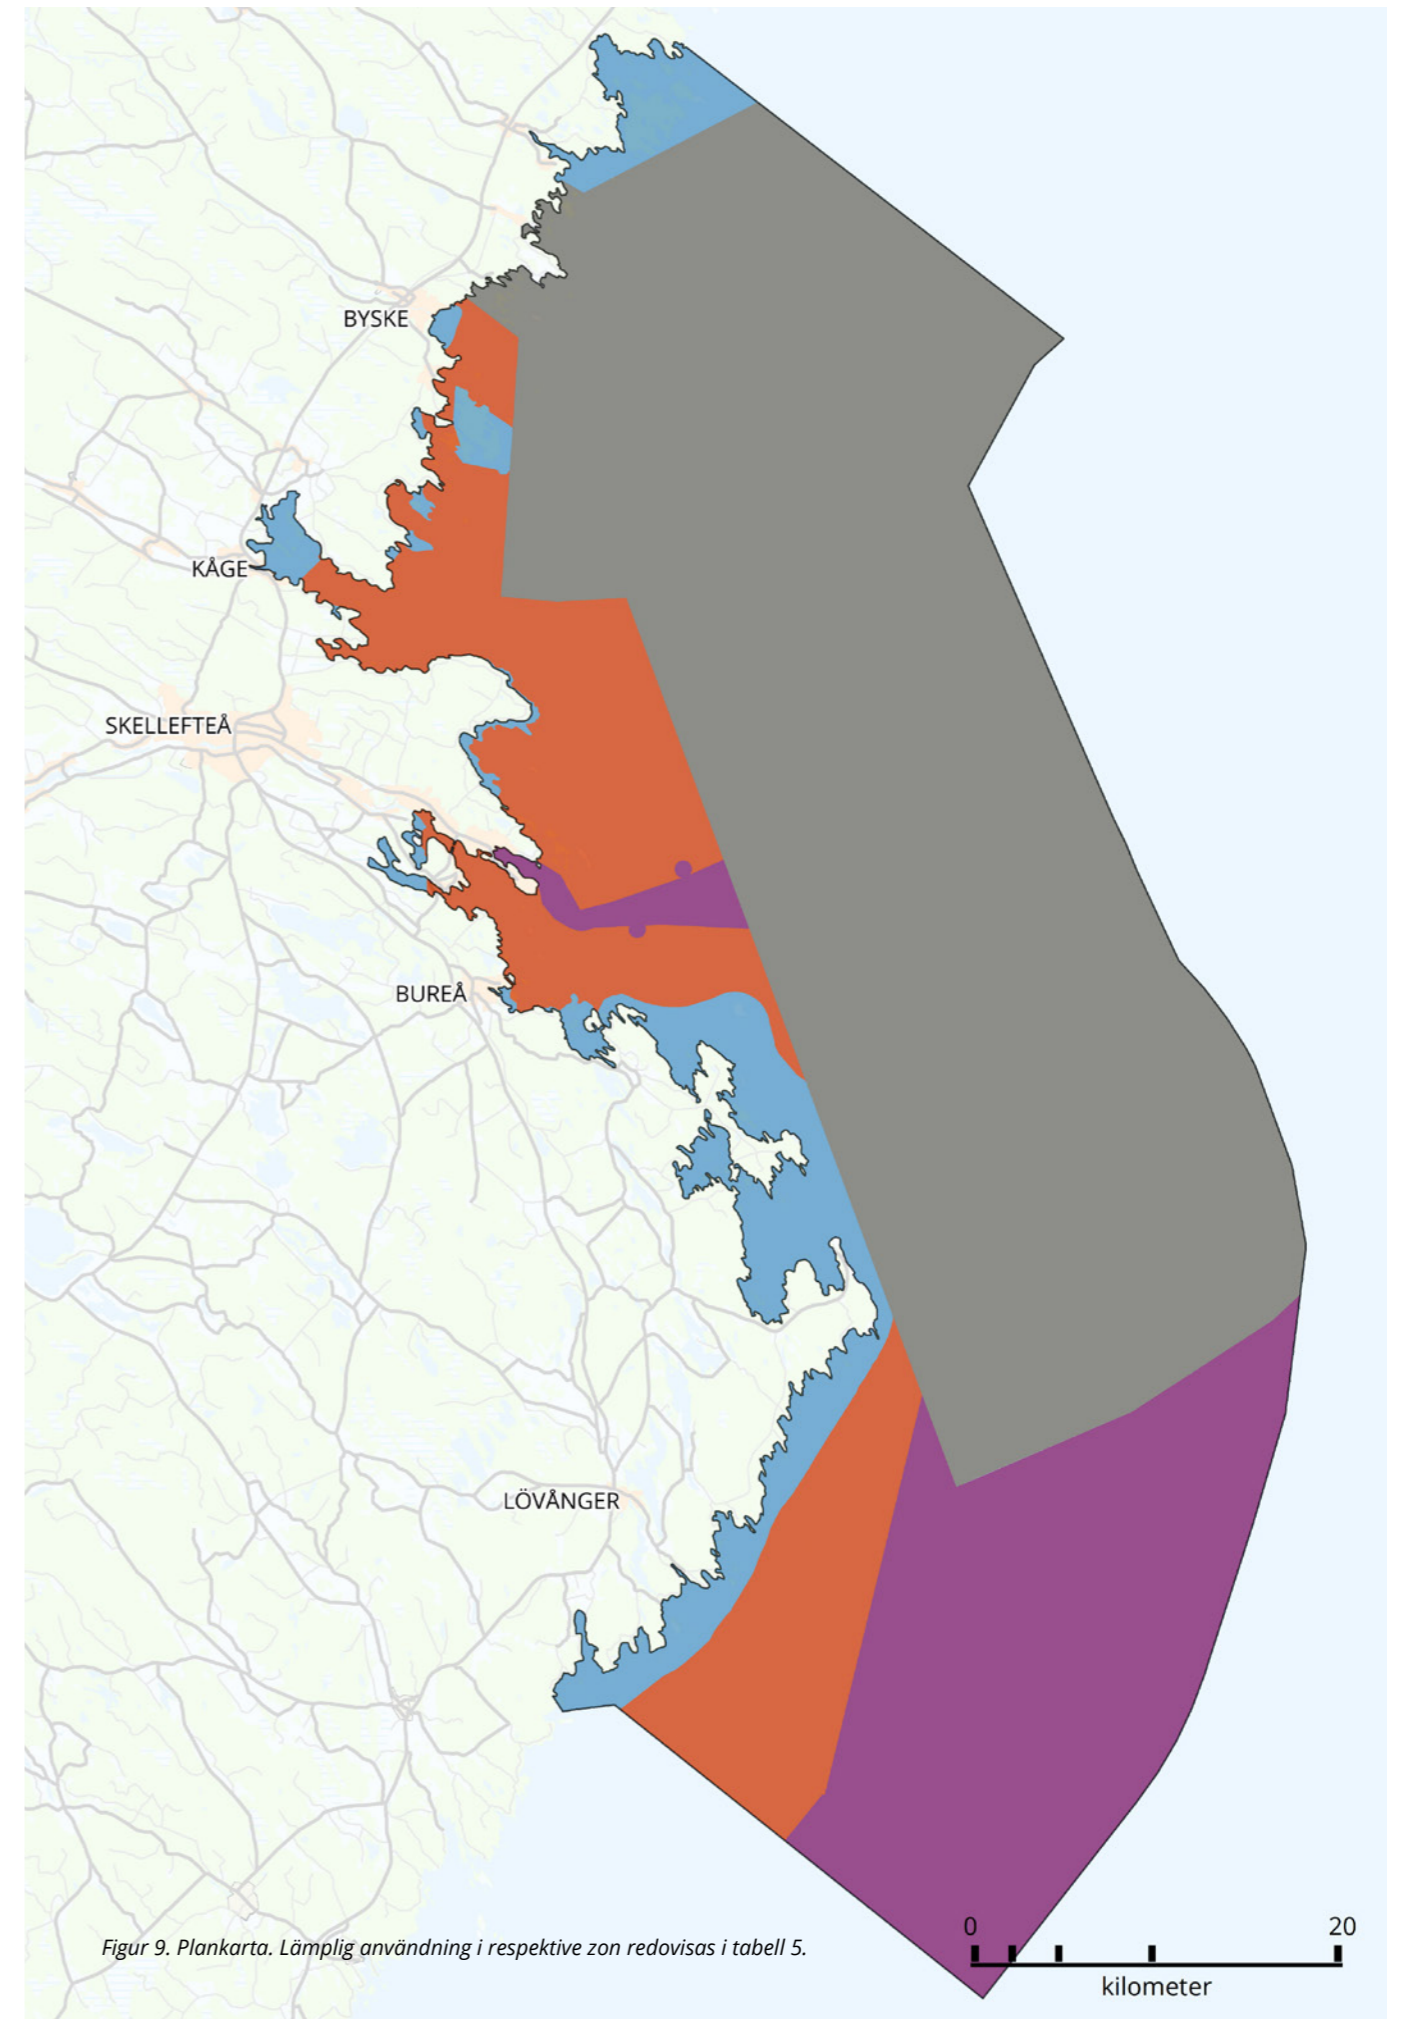 BYSKE
KÅGE
SKELLEFTEÅ
BUREÅ
LÖVÅNGER
0 20
kilometer
Figur 9. Plankarta. Lämplig användning i respektive zon redovisas i tabell 5.